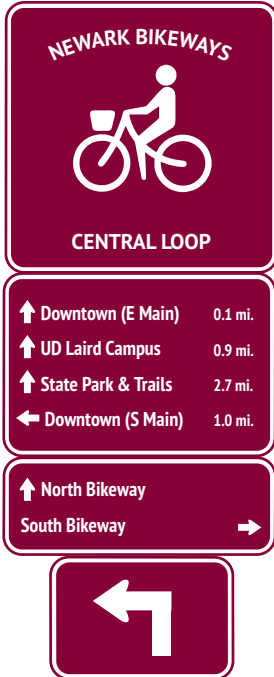 NEWARK BIKEWAYS
CENTRAL LOOP
Downtown (E Main) 0.1 mi.
UD Laird Campus 0.9 mi.
State Park & Trails 2.7 mi.
Downtown (S Main) 1.0 mi.
North Bikeway
South Bikeway